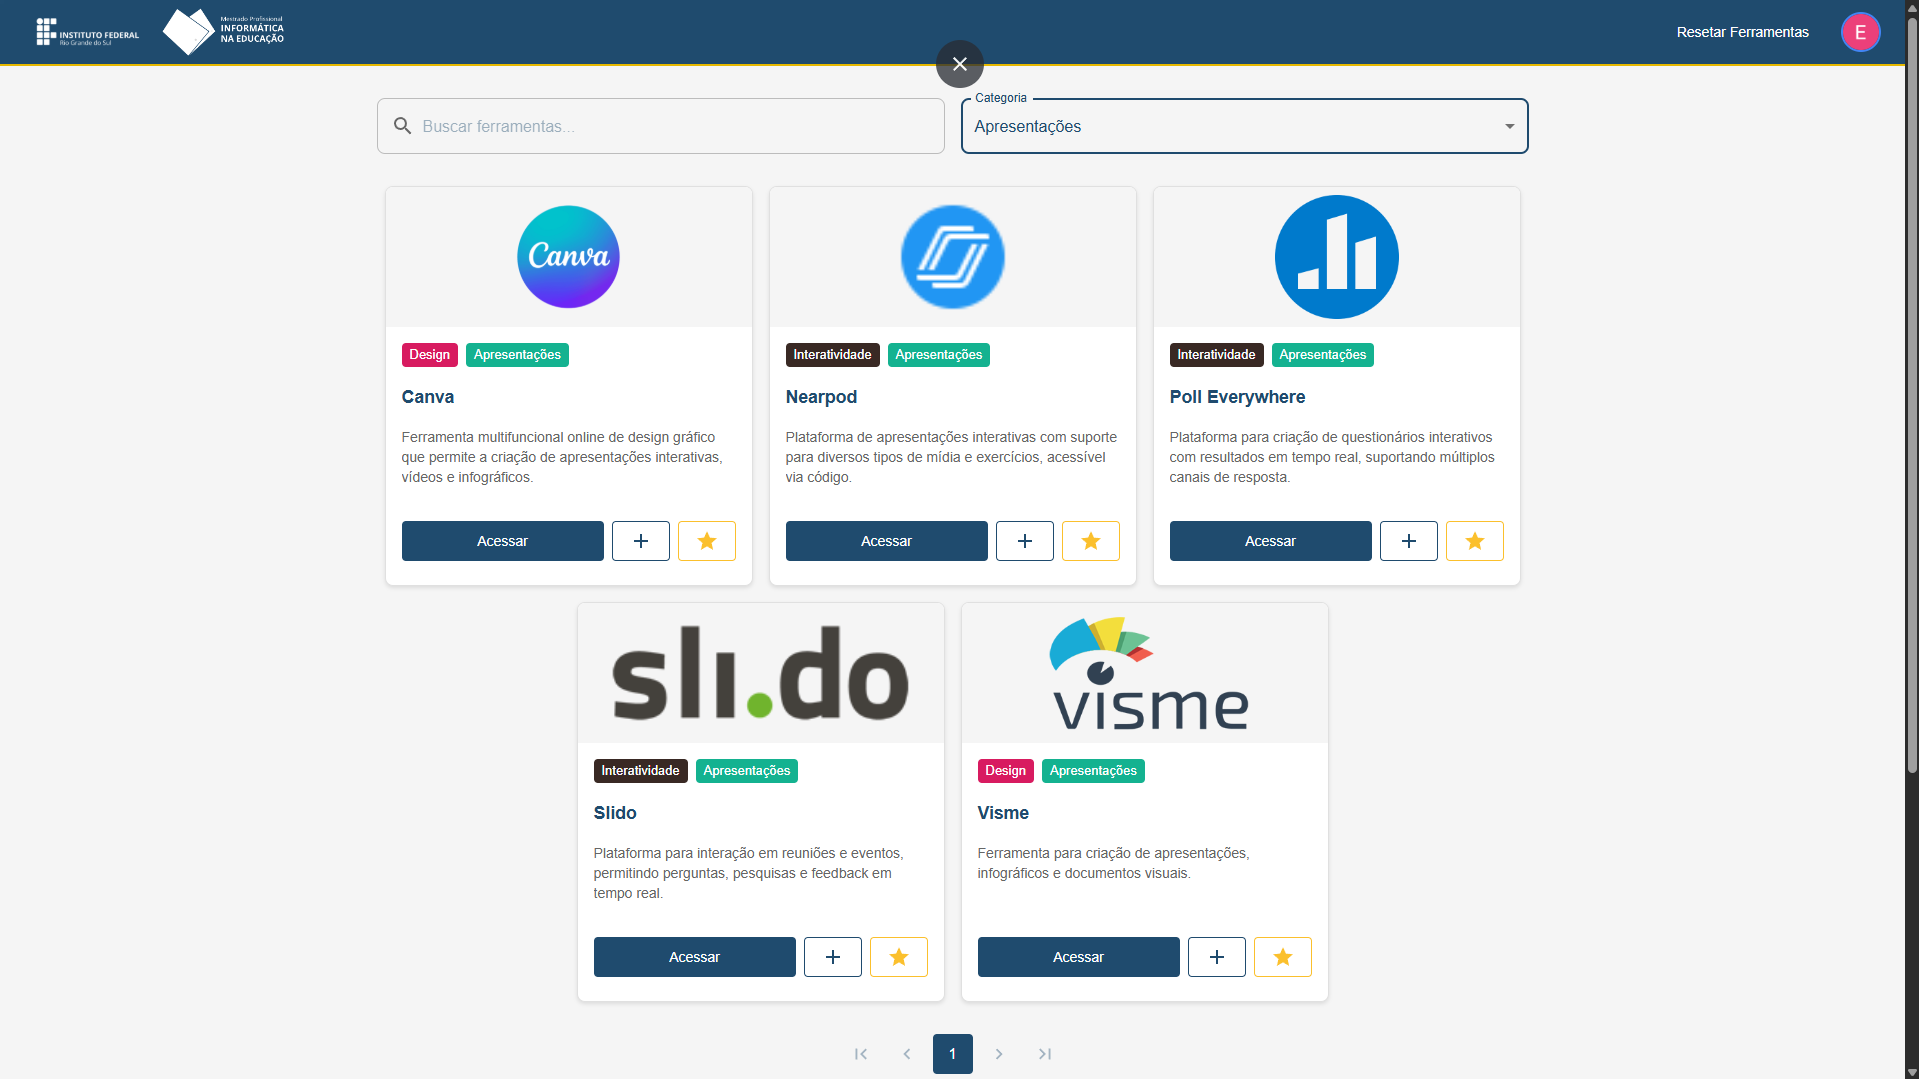 INSTITUTO FEDERAL
Rio Grande do Sul
Mestrado Profissional
INFORMÁTICA
NA EDUCAÇÃO
Resetar Ferramentas
E
Buscar ferramentas...
Categoria
Apresentações
Canva
Design
Apresentações
Canva
Ferramenta multifuncional online de design gráfico
que permite a criação de apresentações interativas,
vídeos e infográficos.
Acessar
Interatividade
Apresentações
Nearpod
Plataforma de apresentações interativas com suporte
para diversos tipos de mídia e exercícios, acessível
via código.
Acessar
Interatividade
Apresentações
Poll Everywhere
Plataforma para criação de questionários interativos
com resultados em tempo real, suportando múltiplos
canais de resposta.
Acessar
sli.do
Interatividade
Apresentações
Slido
Plataforma para interação em reuniões e eventos,
permitindo perguntas, pesquisas e feedback em
tempo real.
Acessar
visme
Design
Apresentações
Visme
Ferramenta para criação de apresentações,
infográficos e documentos visuais.
Acessar
1